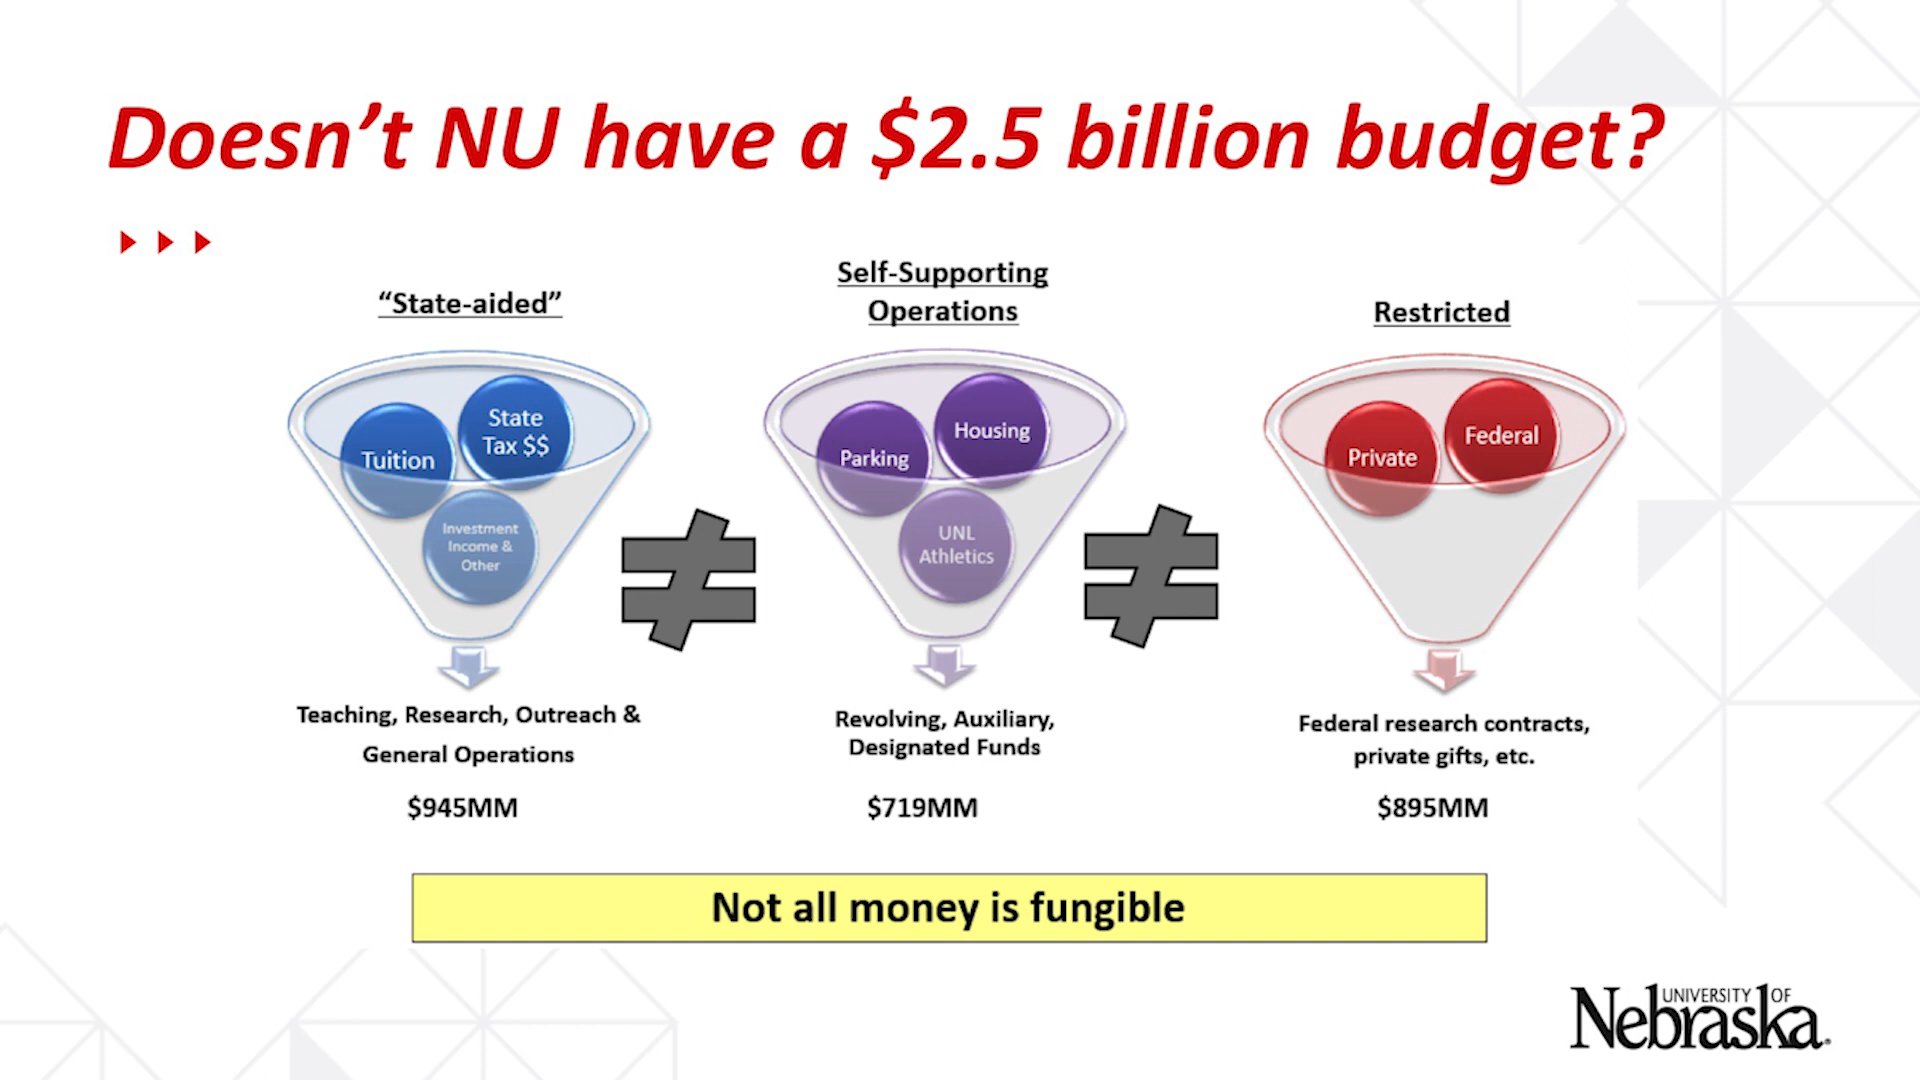 Doesn’t NU have a $2.5 billion budget?
“State-aided”
Tuition
State
Tax $$
Investment
Income &
Other
Teaching, Research, Outreach &
General Operations
$945MM
Self-Supporting
Operations
Parking
Housing
UNL
Athletics
Revolving, Auxiliary,
Designated Funds
$719MM
Restricted
Private
Federal
Federal research contracts,
private gifts, etc.
$895MM
Not all money is fungible
UNIVERSITY OF
Nebraska